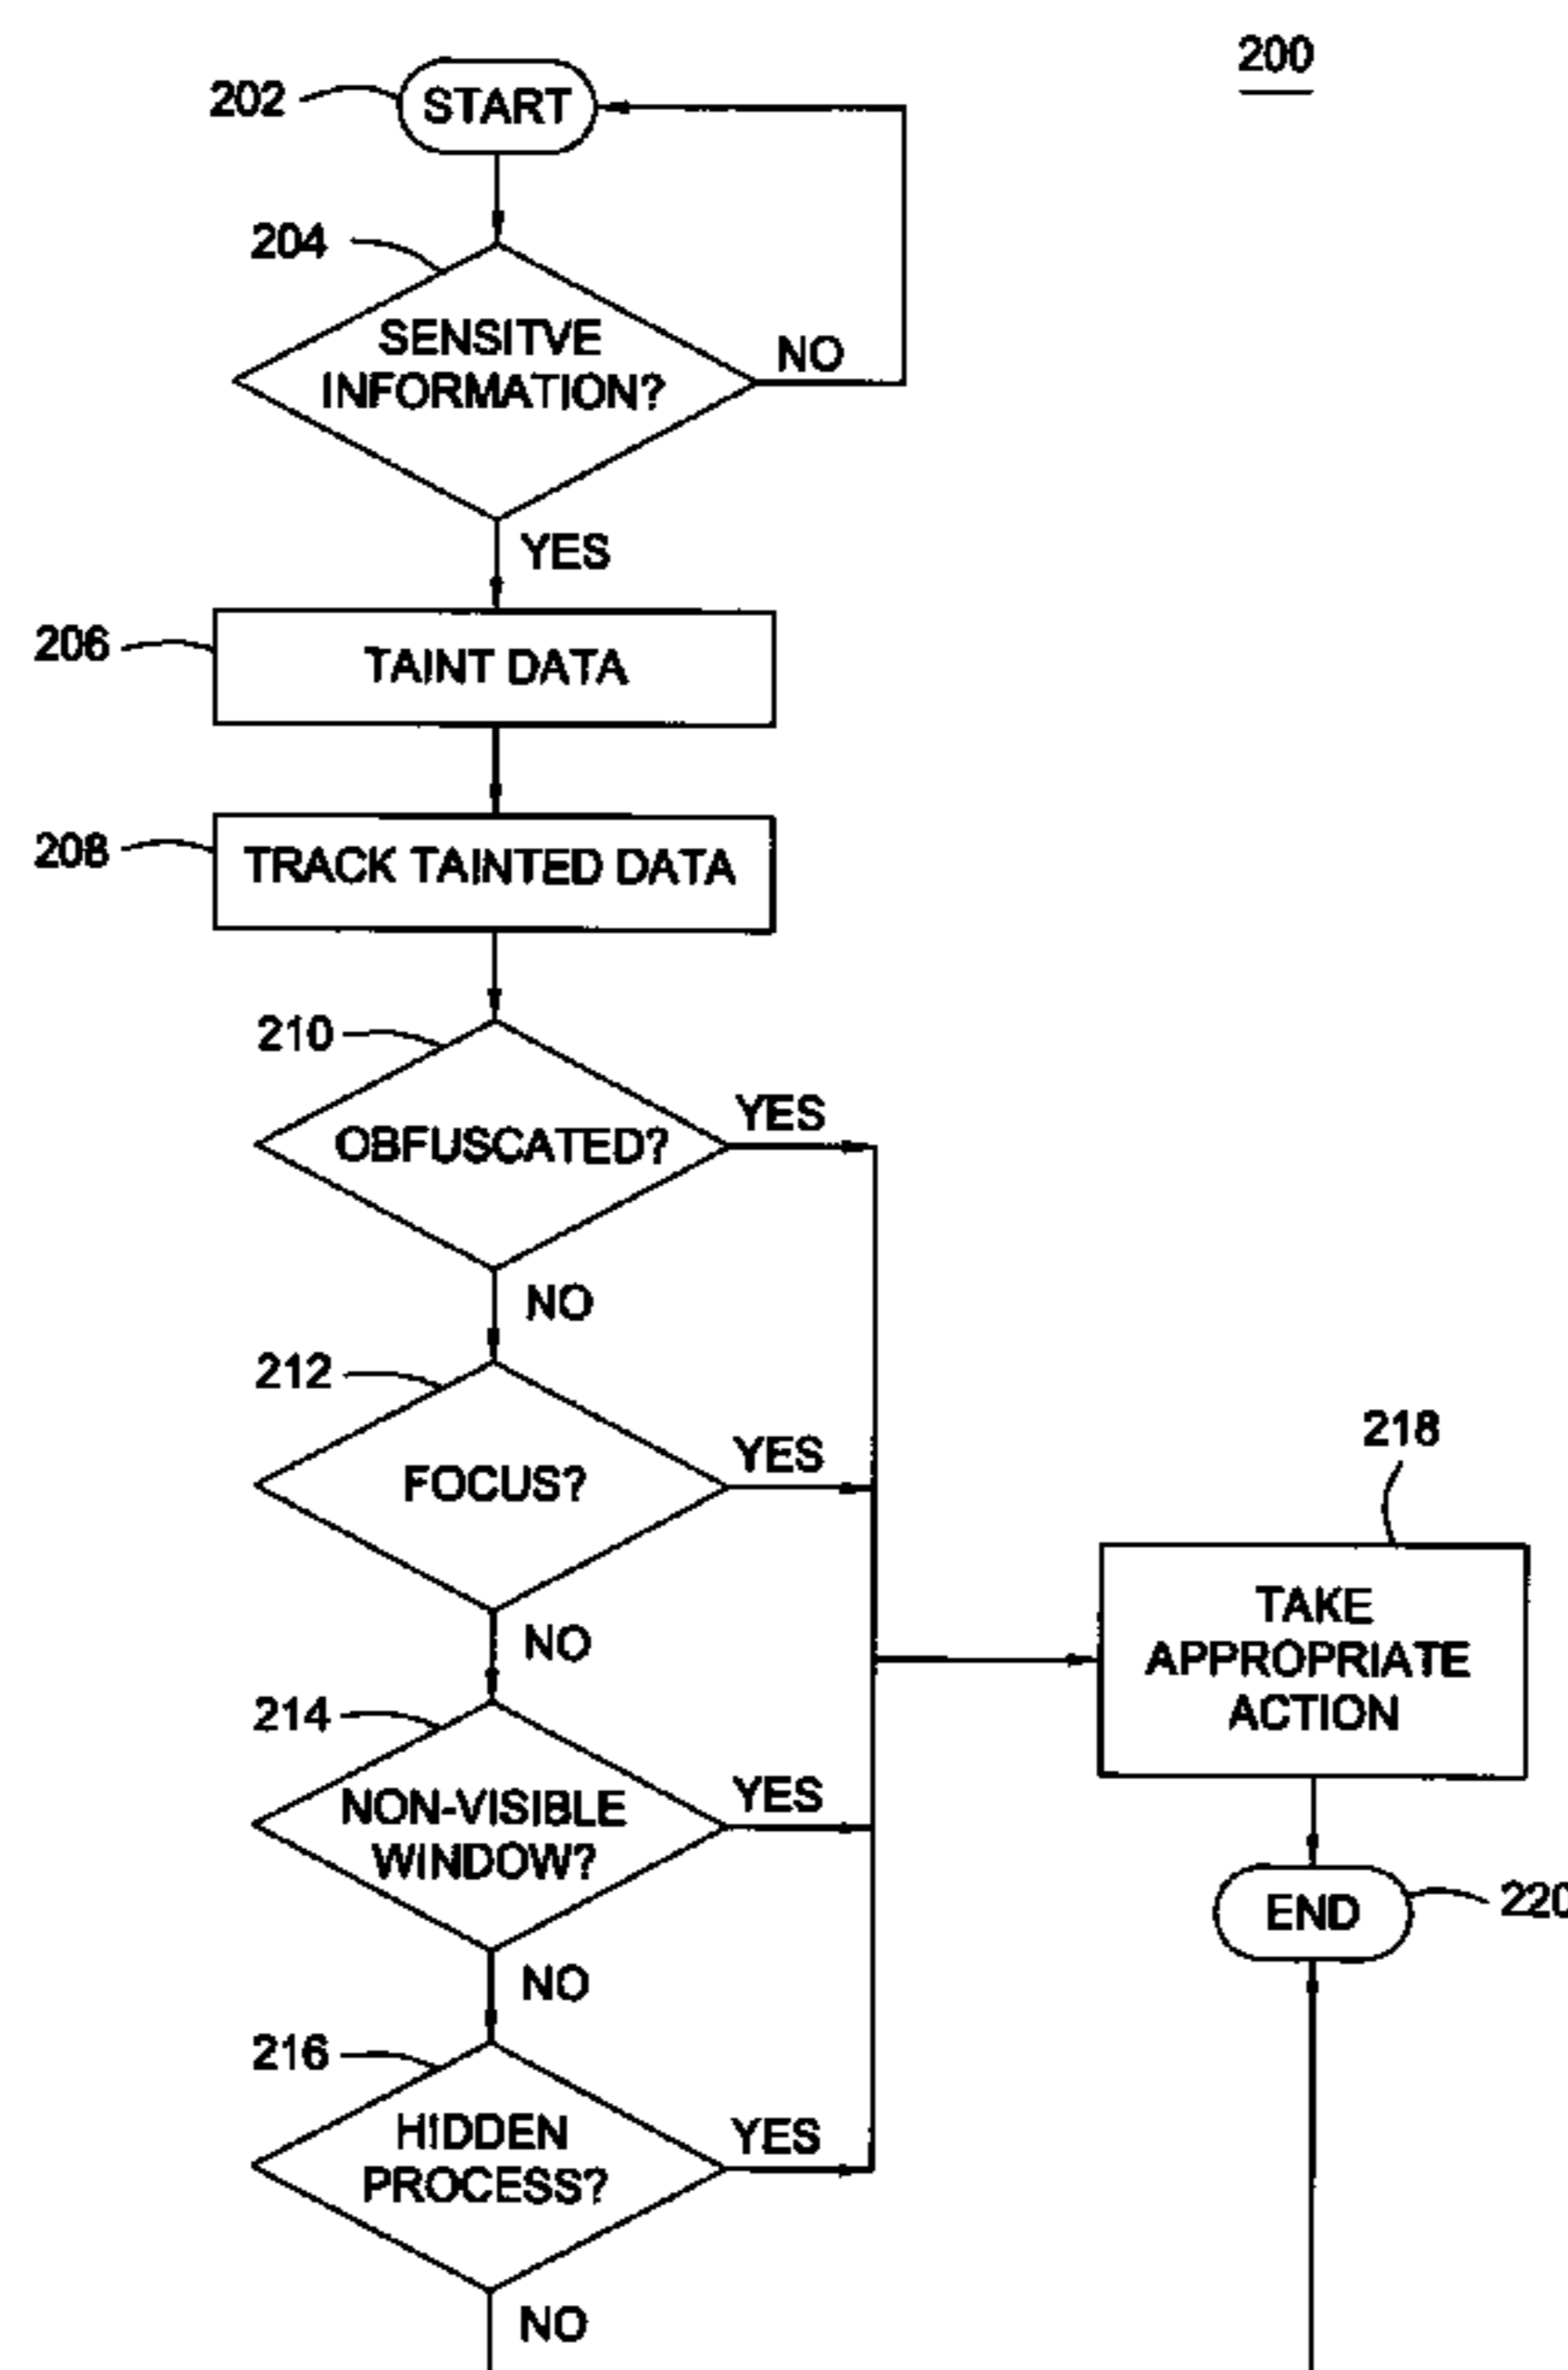 200
202
START
204
SENSITVE
INFORMATION?
NO
YES
206
TAINT DATA
208
TRACK TAINTED DATA
210
OBFUSCATED?
YES
NO
212
FOCUS?
YES
NO
214
NON-VISIBLE
WINDOW?
YES
NO
216
HIDDEN
PROCESS?
YES
NO
218
TAKE
APPROPRIATE
ACTION
END
220